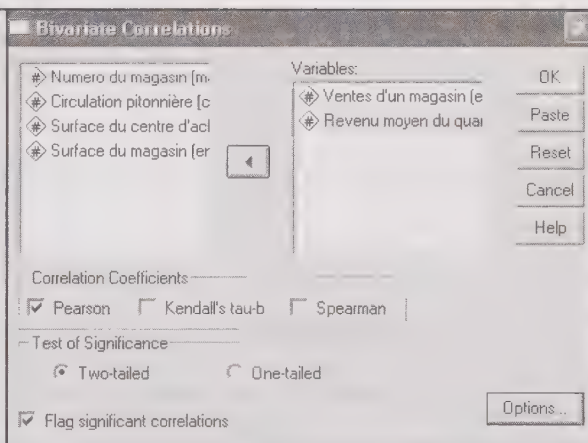 Bivariate Correlations
Numero du magasin (m
Circulation pitonnière [c
Surface du centre d'acl
Surface du magasin (er
Variables:
Ventes d'un magasin (e
Revenu moyen du quai
OK
Paste
Reset
Cancel
Help
Correlation Coefficients
Pearson
Kendall's tau-b
Spearman
Test of Significance
Two-tailed
One-tailed
Flag significant correlations
Options...